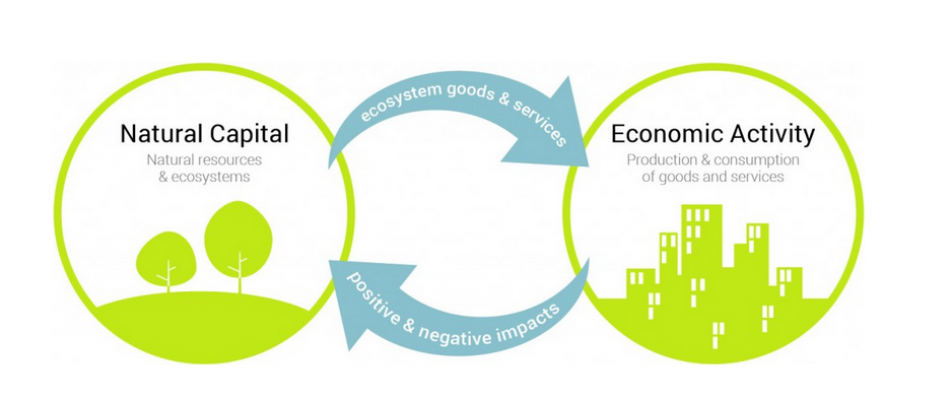 Natural Capital
Natural resources
& ecosystems
ecosystem goods & services
Economic Activity
Production & consumption
of goods and services
positive & negative impacts